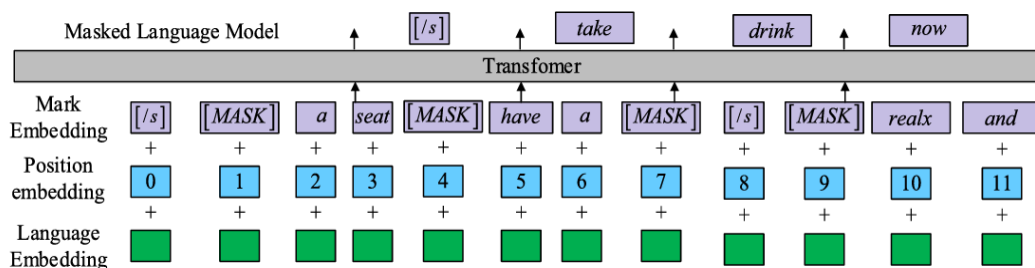 Masked Language Model [/s] take drink now
Transfomer
Mark Embedding [/s] [MASK] a seat [MASK] have a [MASK] [/s] [MASK] realx and
+ + + + + + + + + + + +
Position embedding 0 1 2 3 4 5 6 7 8 9 10 11
+ + + + + + + + + + + +
Language Embedding